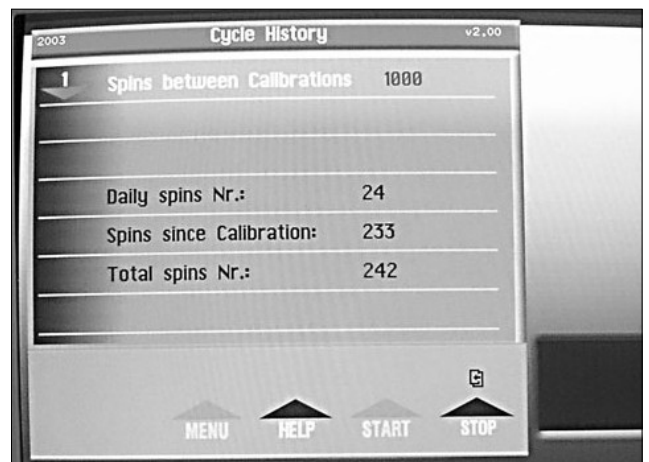 2003 Cycle History v2.00
1 Spins between Calibrations 1000
Daily spins Nr.: 24
Spins since Calibration: 233
Total spins Nr.: 242
MENU HELP START STOP